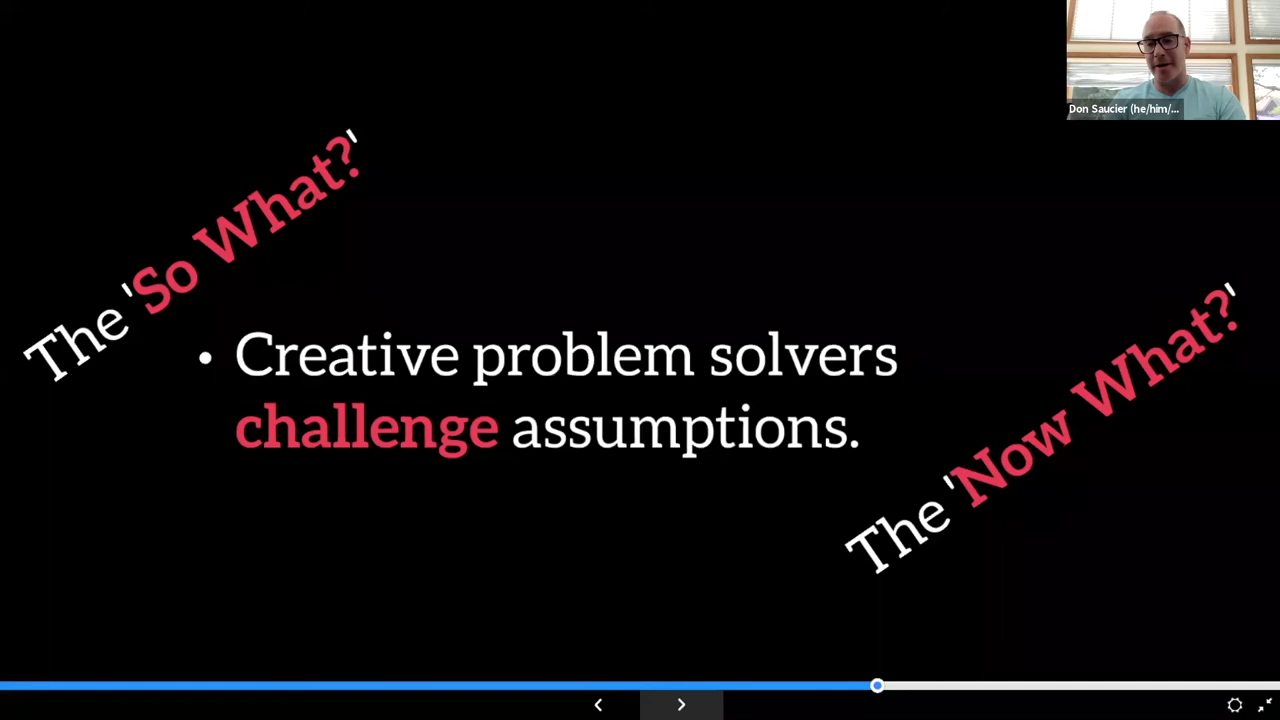 Don Saucier (he/him/...
The 'So What?'
• Creative problem solvers
challenge assumptions.
The 'Now What?'